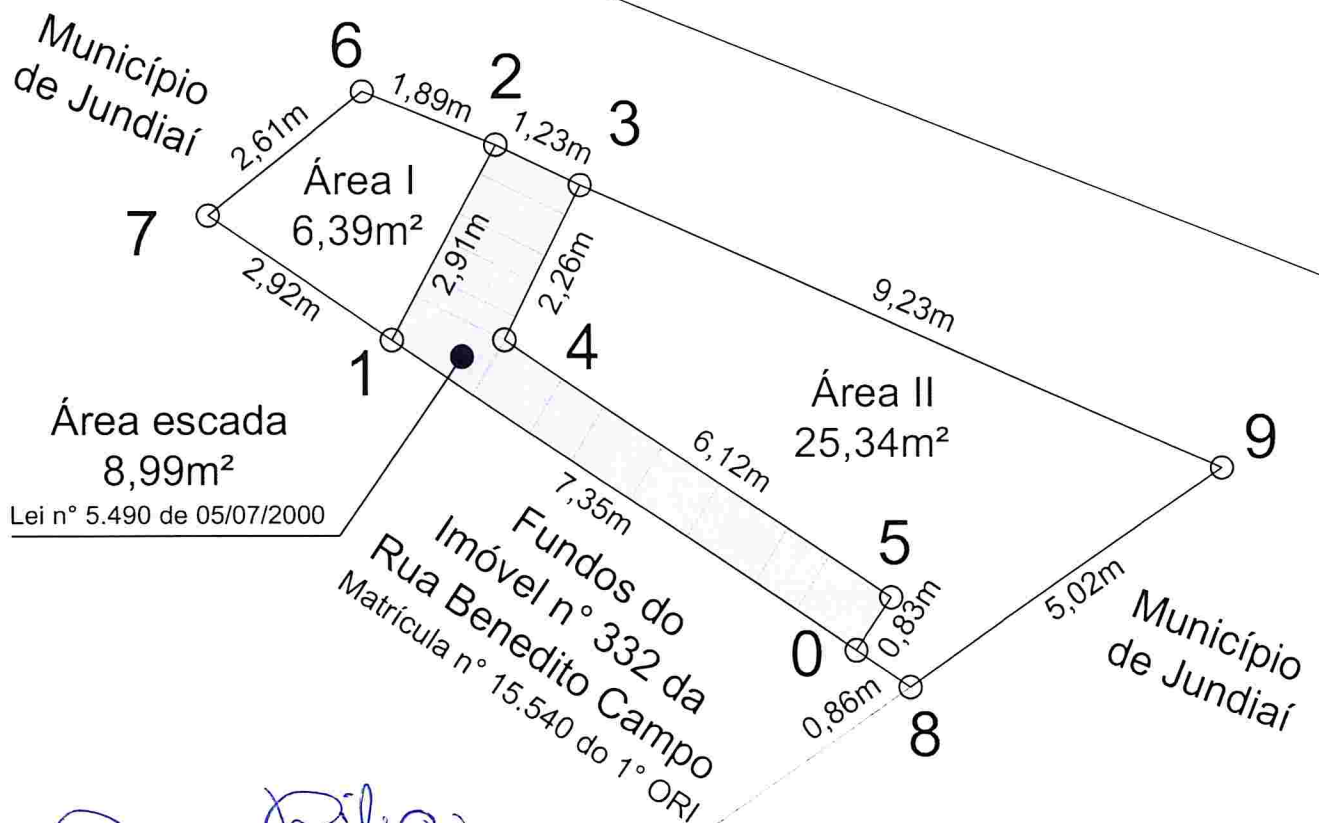 Município
de Jundiaí
6
1,89m
2
1,23m
3
2,61m
Área I
6,39m²
7
2,91m
2,26m
2,92m
9,23m
1
4
Área escada
8,99m²
Lei n° 5.490 de 05/07/2000
Área II
25,34m²
9
6,12m
7,35m
5
Fundos do
Imóvel n° 332 da
Rua Benedito Campo
Matrícula n° 15.540 do 1° ORI
0,83m
0
5,02m
0,86m
8
Município
de Jundiaí